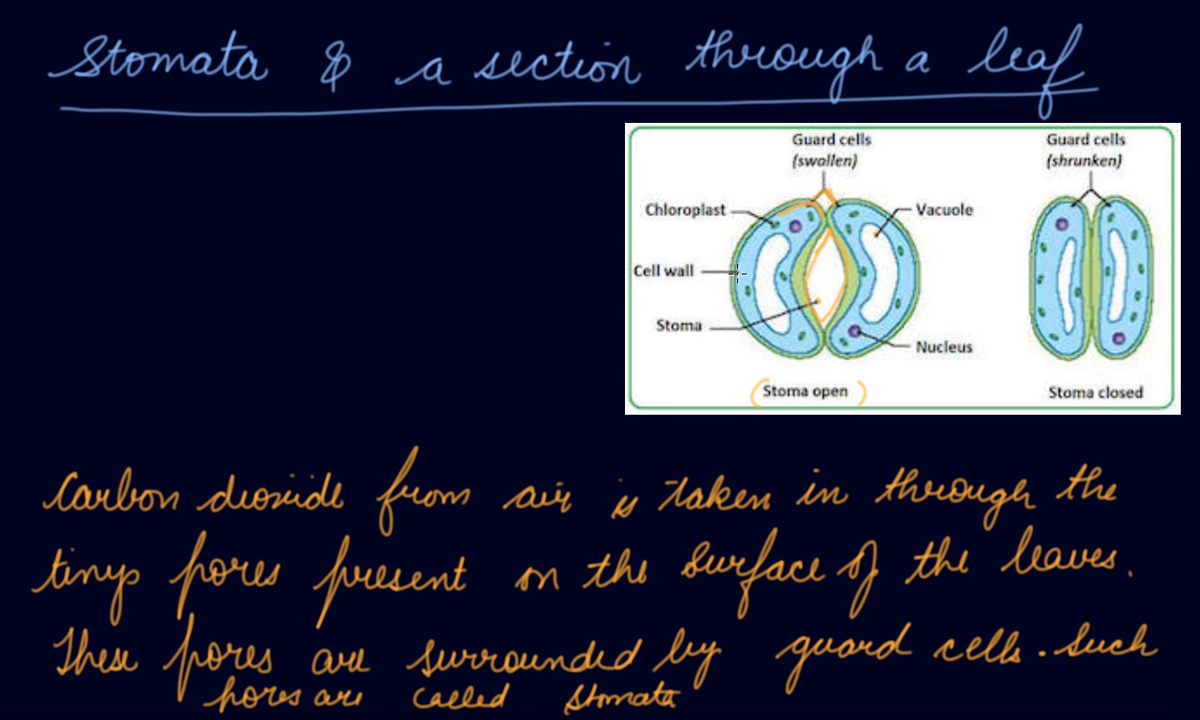 Stomata & a section through a leaf
Guard cells
(swollen)
Guard cells
(shrunken)
Chloroplast
Vacuole
Cell wall
Stoma
Nucleus
Stoma open
Stoma closed
Carbon dioxide from air is taken in through the
tiny pores present on the surface of the leaves.
These pores are surrounded by guard cells. Such
pores are called stomata